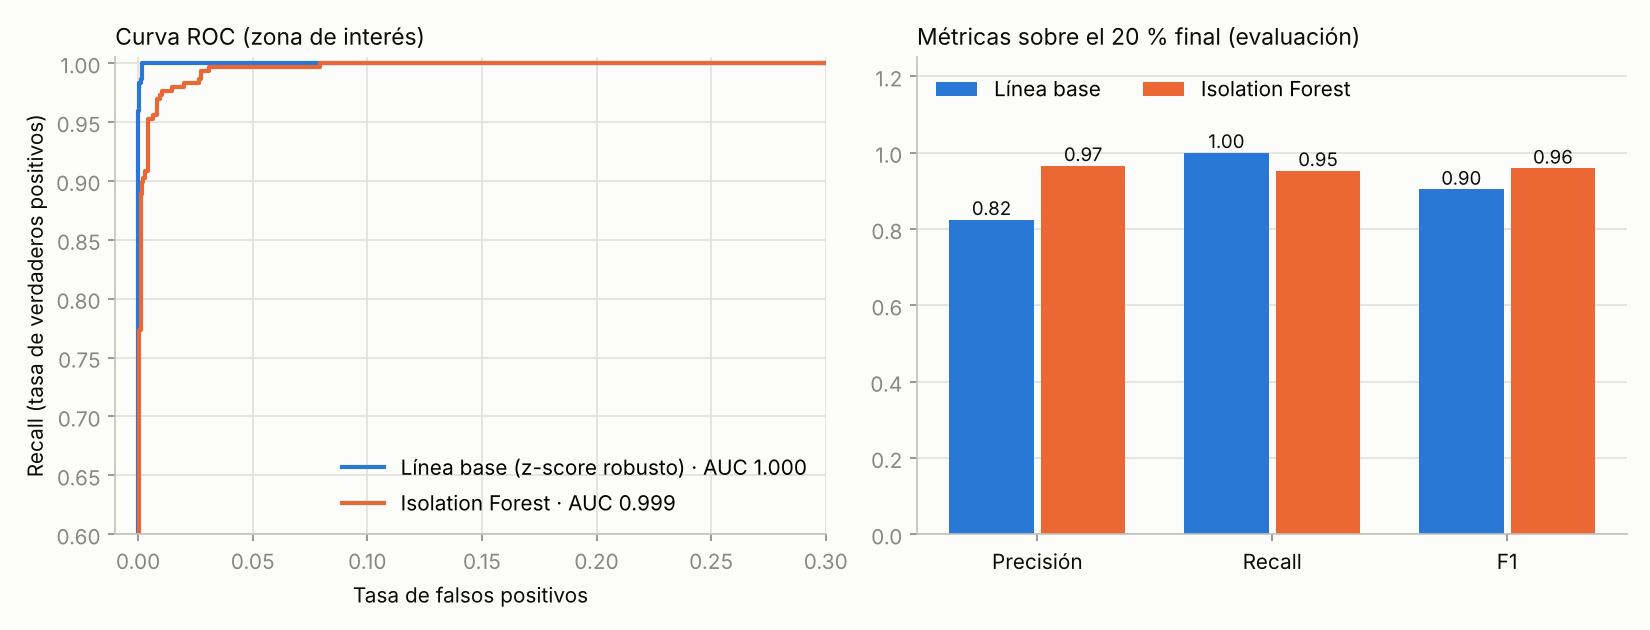 Curva ROC (zona de interés)
1.00
0.95
0.90
0.85
0.80
0.75
0.70
0.65
0.60
Recall (tasa de verdaderos positivos)
Línea base (z-score robusto) · AUC 1.000
Isolation Forest · AUC 0.999
0.00 0.05 0.10 0.15 0.20 0.25 0.30
Tasa de falsos positivos
Métricas sobre el 20 % final (evaluación)
Línea base Isolation Forest
1.2
1.0
0.8
0.6
0.4
0.2
0.0
0.82 0.97 1.00 0.95 0.90 0.96
Precisión Recall F1